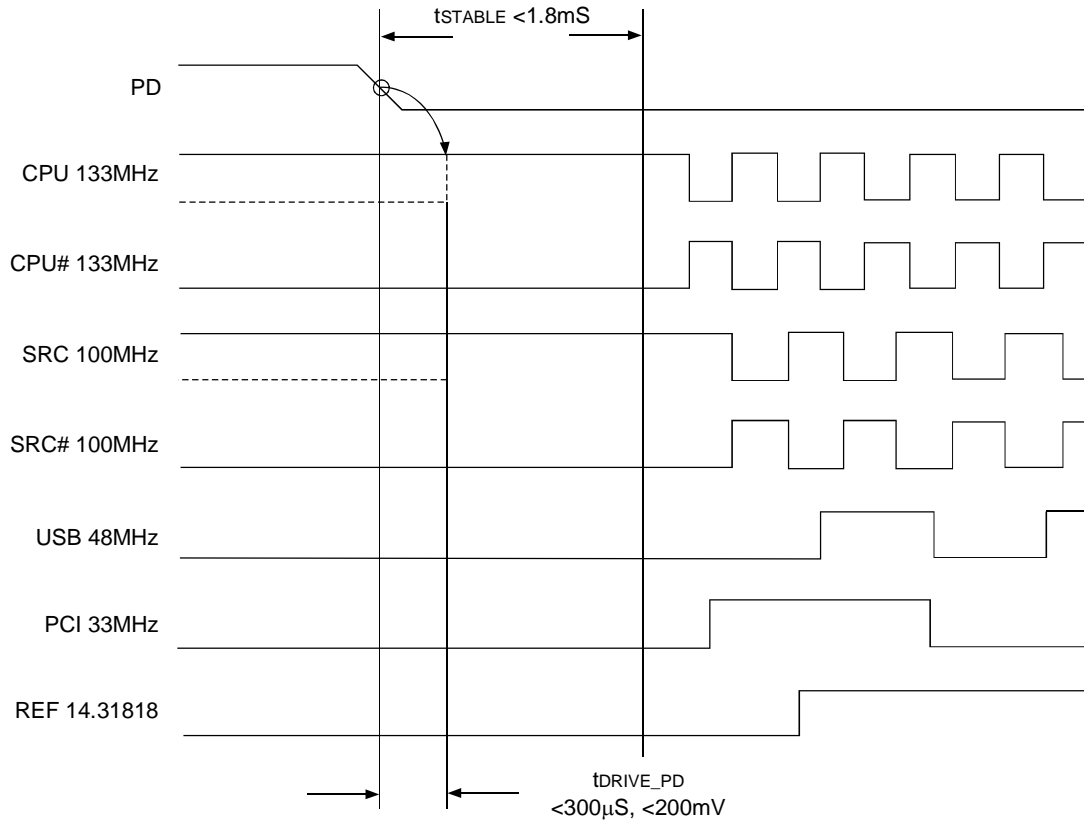 tSTABLE <1.8mS
PD
CPU 133MHz
CPU# 133MHz
SRC 100MHz
SRC# 100MHz
USB 48MHz
PCI 33MHz
REF 14.31818
tDRIVE_PD
<300μS, <200mV